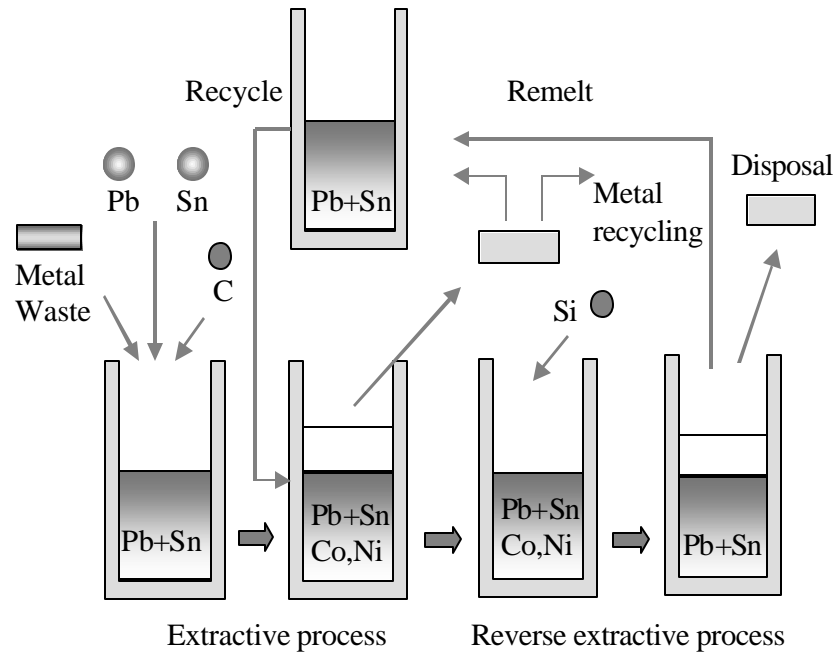 Recycle
Remelt
Pb
Sn
Pb+Sn
Metal
recycling
Disposal
Metal
Waste
C
Si
Pb+Sn
Pb+Sn
Co,Ni
Pb+Sn
Co,Ni
Pb+Sn
Extractive process
Reverse extractive process